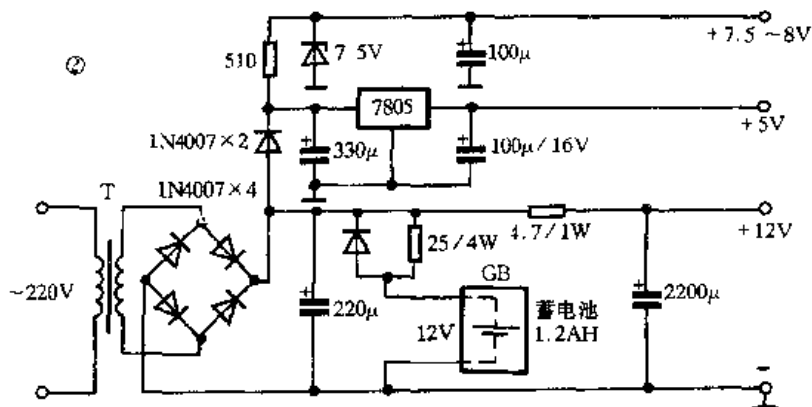 ②
510
7 5V
100μ
+7.5~8V
7805
+5V
1N4007×2
330μ
100μ/16V
T
1N4007×4
25/4W
4.7/1W
+12V
~220V
220μ
GB
12V
蓄电池
1.2AH
2200μ